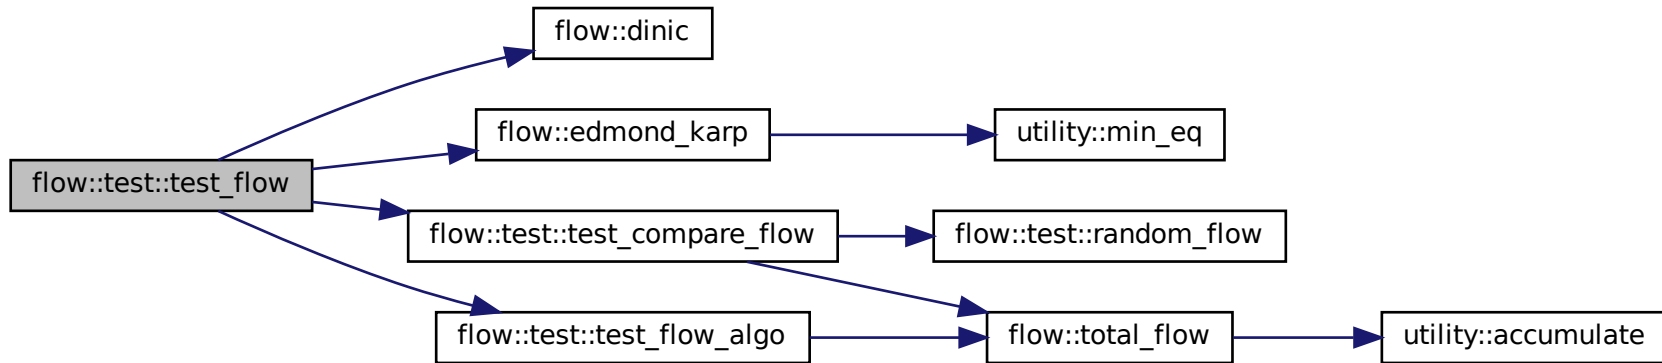 flow::dinic
flow::edmond_karp
utility::min_eq
flow::test::test_flow
flow::test::test_compare_flow
flow::test::random_flow
flow::test::test_flow_algo
flow::total_flow
utility::accumulate